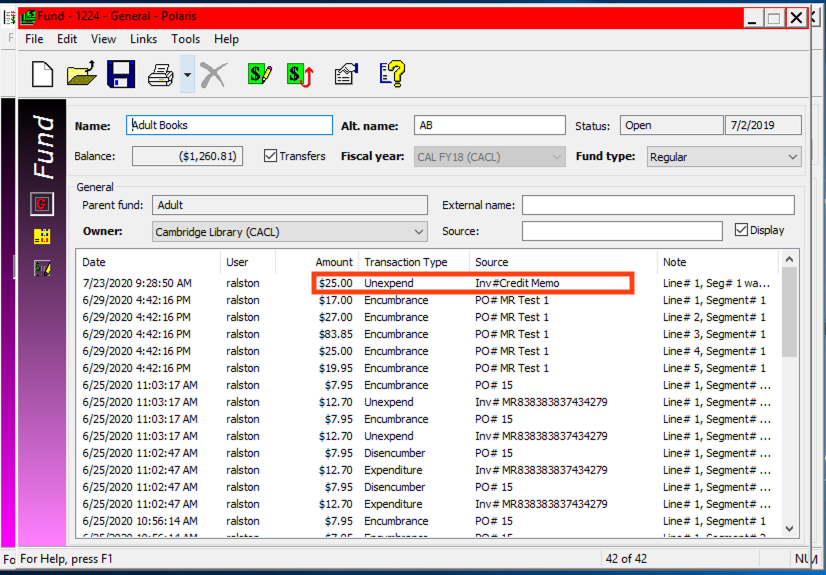 Fund - 1224 - General - Polaris
File Edit View Links Tools Help
Fund
Name: Adult Books Alt. name: AB Status: Open 7/2/2019
Balance: ($1,260.81) Transfers Fiscal year: CAL FY18 (CACL) Fund type: Regular
General
Parent fund: Adult External name:
Owner: Cambridge Library (CACL) Source: Display
Date User Amount Transaction Type Source Note
7/23/2020 9:28:50 AM ralston $25.00 Unexpend Inv#Credit Memo Line# 1, Seg# 1 wa...
6/29/2020 4:42:16 PM ralston $17.00 Encumbrance PO# MR Test 1 Line# 1, Segment# 1
6/29/2020 4:42:16 PM ralston $27.00 Encumbrance PO# MR Test 1 Line# 2, Segment# 1
6/29/2020 4:42:16 PM ralston $83.85 Encumbrance PO# MR Test 1 Line# 3, Segment# 1
6/29/2020 4:42:16 PM ralston $25.00 Encumbrance PO# MR Test 1 Line# 4, Segment# 1
6/29/2020 4:42:16 PM ralston $19.95 Encumbrance PO# MR Test 1 Line# 5, Segment# 1
6/25/2020 11:03:17 AM ralston $7.95 Encumbrance PO# 15 Line# 1, Segment# ...
6/25/2020 11:03:17 AM ralston $12.70 Unexpend Inv# MR838383837434279 Line# 1, Segment# ...
6/25/2020 11:03:17 AM ralston $7.95 Encumbrance PO# 15 Line# 1, Segment# ...
6/25/2020 11:03:17 AM ralston $12.70 Unexpend Inv# MR838383837434279 Line# 1, Segment# ...
6/25/2020 11:02:47 AM ralston $7.95 Disencumber PO# 15 Line# 1, Segment# ...
6/25/2020 11:02:47 AM ralston $12.70 Expenditure Inv# MR838383837434279 Line# 1, Segment# ...
6/25/2020 11:02:47 AM ralston $7.95 Disencumber PO# 15 Line# 1, Segment# ...
6/25/2020 11:02:47 AM ralston $12.70 Expenditure Inv# MR838383837434279 Line# 1, Segment# ...
6/25/2020 10:56:14 AM ralston $7.95 Encumbrance PO# 15 Line# 1, Segment# 1
Fo For Help, press F1 42 of 42 NU